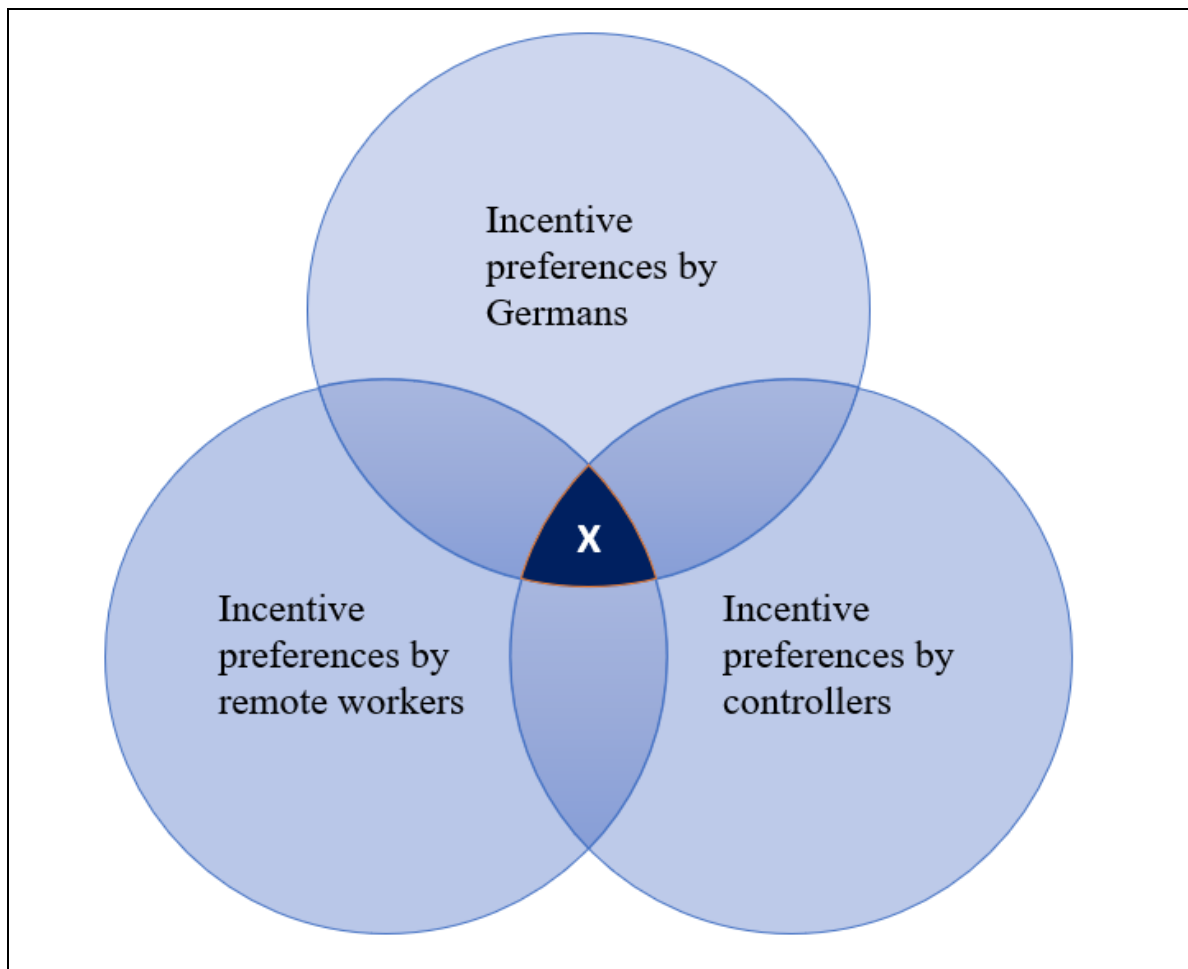 Incentive
preferences by
Germans
X
Incentive
preferences by
remote workers
Incentive
preferences by
controllers